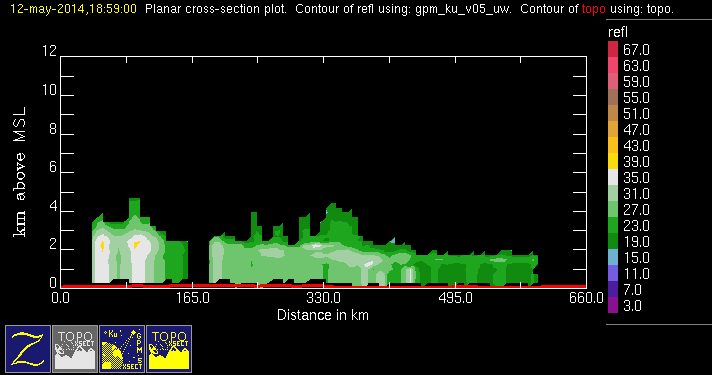 12-may-2014,18:59:00 Planar cross-section plot. Contour of refl using: gpm_ku_v05_uw. Contour of topo using: topo.
refl
67.0
63.0
59.0
55.0
51.0
47.0
43.0
39.0
35.0
31.0
27.0
23.0
19.0
15.0
11.0
7.0
3.0
km above MSL
12
10
8
6
4
2
0
0.0 165.0 330.0 495.0 660.0
Distance in km
Z
TOPO
XSECT
"Ku"
GPM
XSECT
TOPO
XSECT